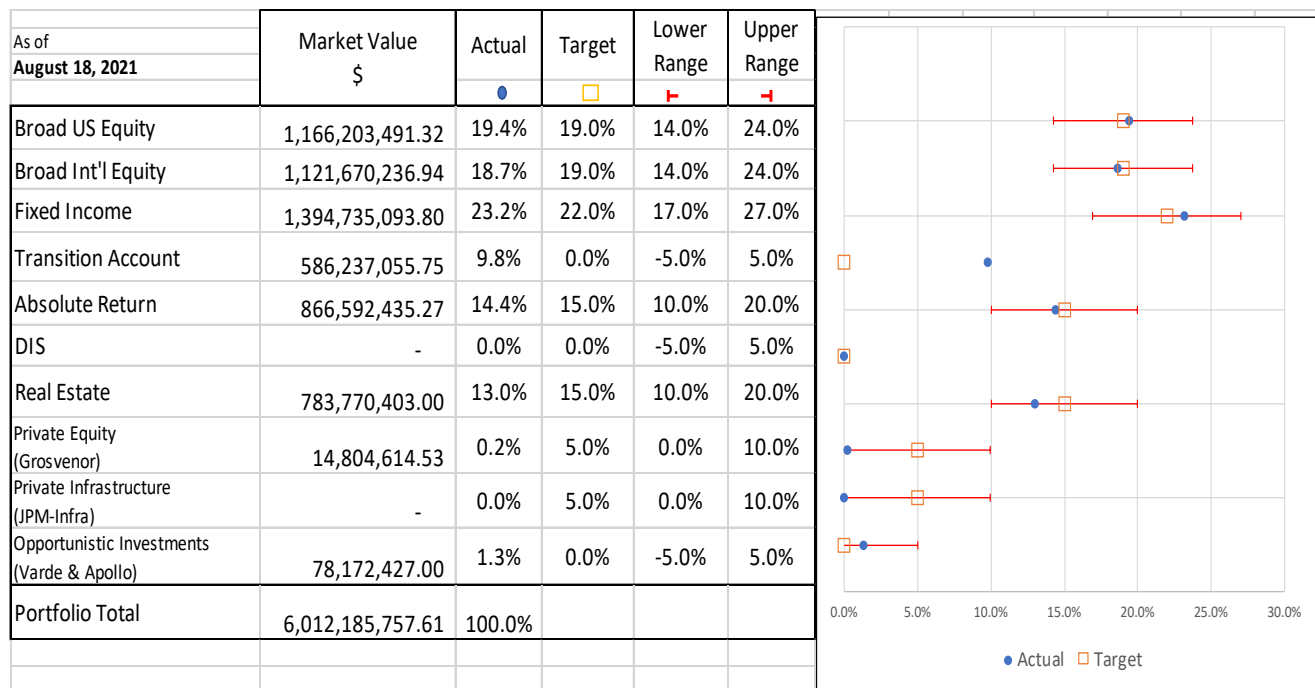 As of
August 18, 2021
Market Value
$
Actual
Target
Lower
Range
Upper
Range
Broad US Equity 1,166,203,491.32 19.4% 19.0% 14.0% 24.0%
Broad Int'l Equity 1,121,670,236.94 18.7% 19.0% 14.0% 24.0%
Fixed Income 1,394,735,093.80 23.2% 22.0% 17.0% 27.0%
Transition Account 586,237,055.75 9.8% 0.0% -5.0% 5.0%
Absolute Return 866,592,435.27 14.4% 15.0% 10.0% 20.0%
DIS - 0.0% 0.0% -5.0% 5.0%
Real Estate 783,770,403.00 13.0% 15.0% 10.0% 20.0%
Private Equity
(Grosvenor) 14,804,614.53 0.2% 5.0% 0.0% 10.0%
Private Infrastructure
(JPM-Infra) - 0.0% 5.0% 0.0% 10.0%
Opportunistic Investments
(Varde & Apollo) 78,172,427.00 1.3% 0.0% -5.0% 5.0%
Portfolio Total 6,012,185,757.61 100.0%
0.0% 5.0% 10.0% 15.0% 20.0% 25.0% 30.0%
Actual Target